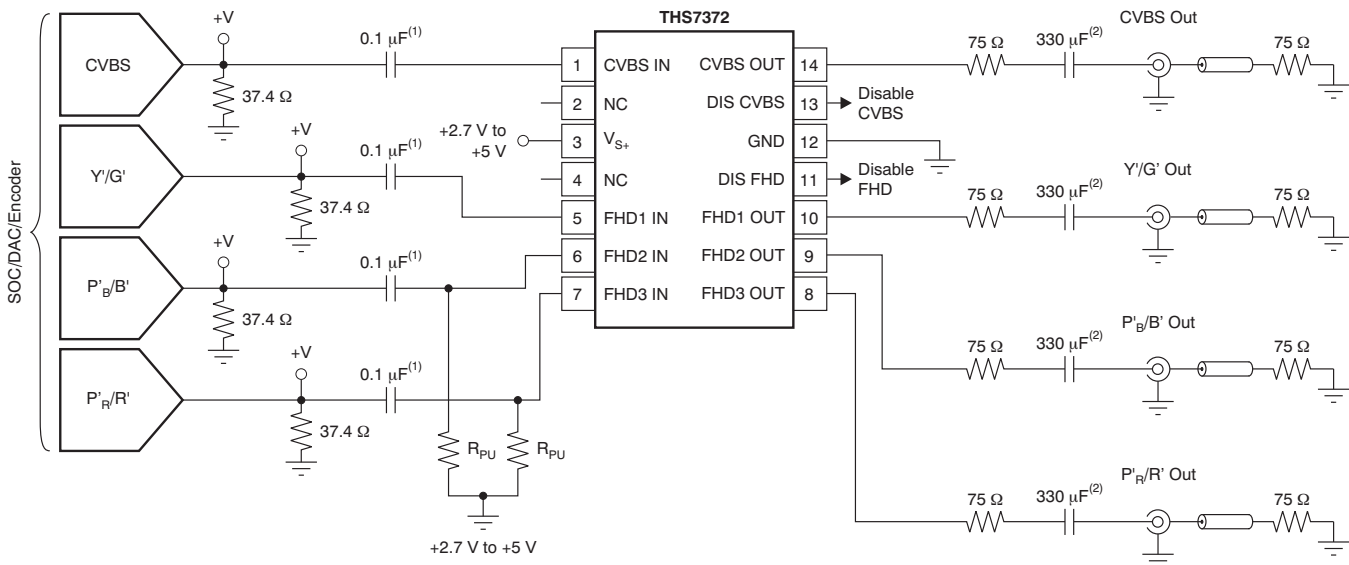 THS7372
SOC/DAC/Encoder
CVBS
+V
37.4 Ω
0.1 μF(1)
Y'/G'
+V
37.4 Ω
0.1 μF(1)
P'B/B'
+V
37.4 Ω
0.1 μF(1)
P'R/R'
+V
37.4 Ω
0.1 μF(1)
RPU
RPU
+2.7 V to +5 V
+2.7 V to
+5 V
1 CVBS IN
2 NC
3 VS+
4 NC
5 FHD1 IN
6 FHD2 IN
7 FHD3 IN
CVBS OUT 14
DIS CVBS 13
GND 12
DIS FHD 11
FHD1 OUT 10
FHD2 OUT 9
FHD3 OUT 8
Disable
CVBS
Disable
FHD
CVBS Out
75 Ω 330 μF(2) 75 Ω
Y'/G' Out
75 Ω 330 μF(2) 75 Ω
P'B/B' Out
75 Ω 330 μF(2) 75 Ω
P'R/R' Out
75 Ω 330 μF(2) 75 Ω